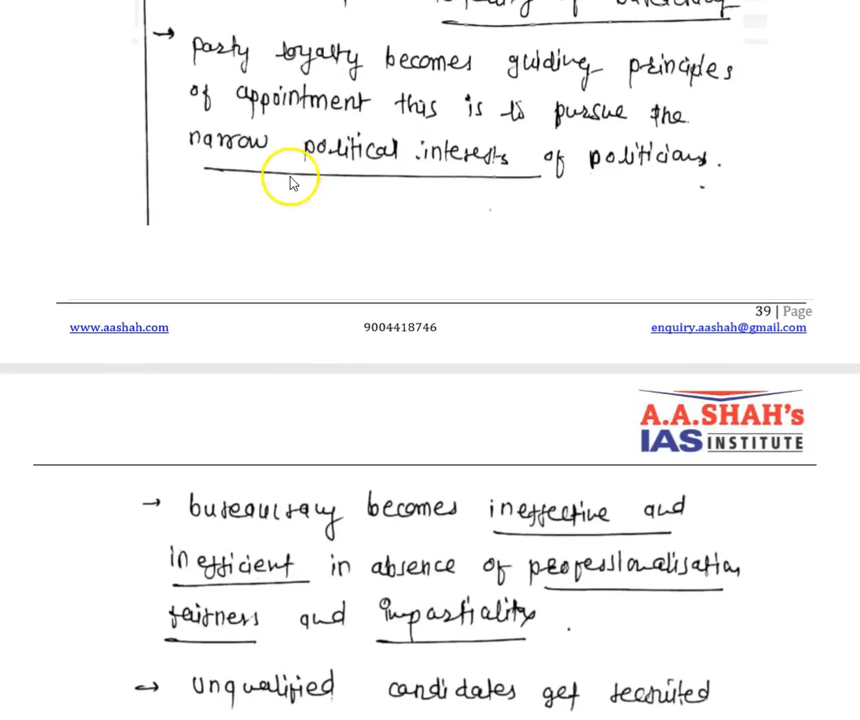 → party loyalty becomes guiding principles
of appointment this is to pursue the
narrow political interests of politicians.
39 | Page
www.aashah.com 9004418746 enquiry.aashah@gmail.com
A.A.SHAH's
IAS INSTITUTE
→ bureaucracy becomes ineffective and
inefficient in absence of professionalisation
fairness and impartiality.
→ unqualified candidates get recruited